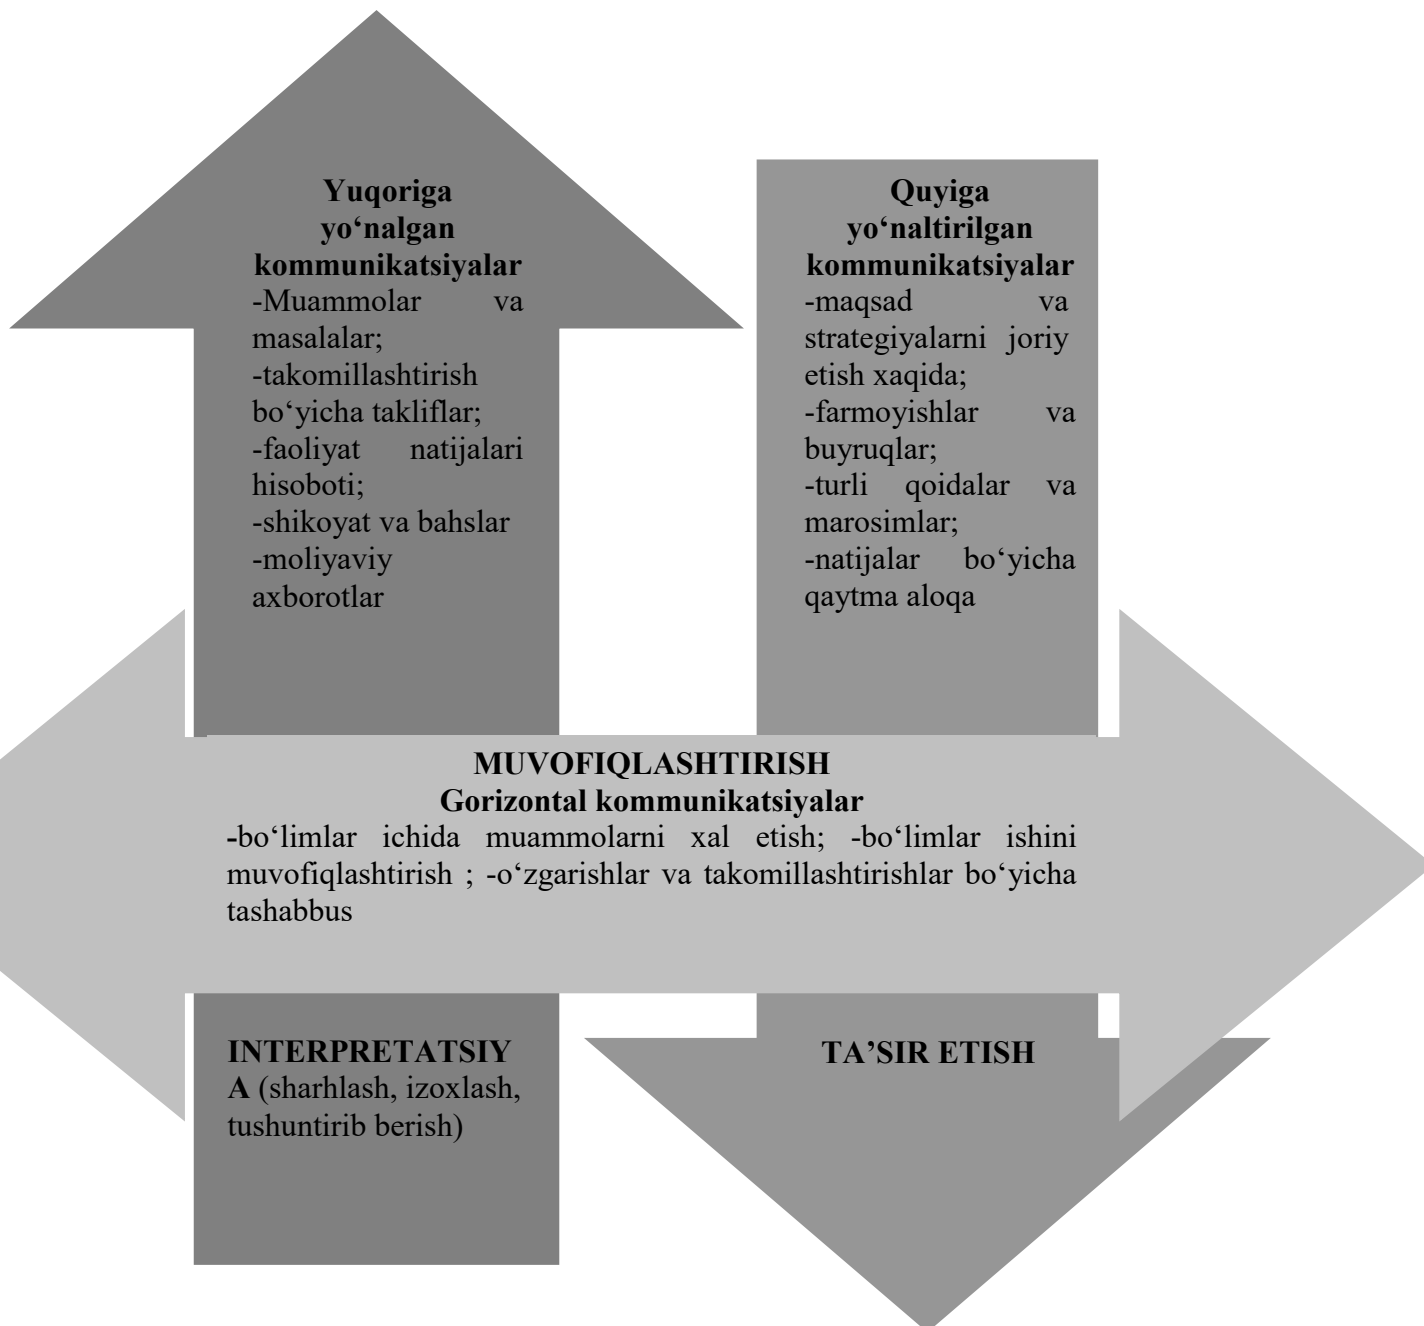 Yuqoriga
yo‘nalgan
kommunikatsiyalar
-Muammolar va
masalalar;
-takomillashtirish
bo‘yicha takliflar;
-faoliyat natijalari
hisoboti;
-shikoyat va bahslar
-moliyaviy
axborotlar
Quyiga
yo‘naltirilgan
kommunikatsiyalar
-maqsad va
strategiyalarni joriy
etish xaqida;
-farmoyishlar va
buyruqlar;
-turli qoidalar va
marosimlar;
-natijalar bo‘yicha
qaytma aloqa
MUVOFIQLASHTIRISH
Gorizontal kommunikatsiyalar
-bo‘limlar ichida muammolarni xal etish; -bo‘limlar ishini
muvofiqlashtirish ; -o‘zgarishlar va takomillashtirishlar bo‘yicha
tashabbus
INTERPRETATSIY
A (sharhlash, izoxlash,
tushuntirib berish)
TA’SIR ETISH